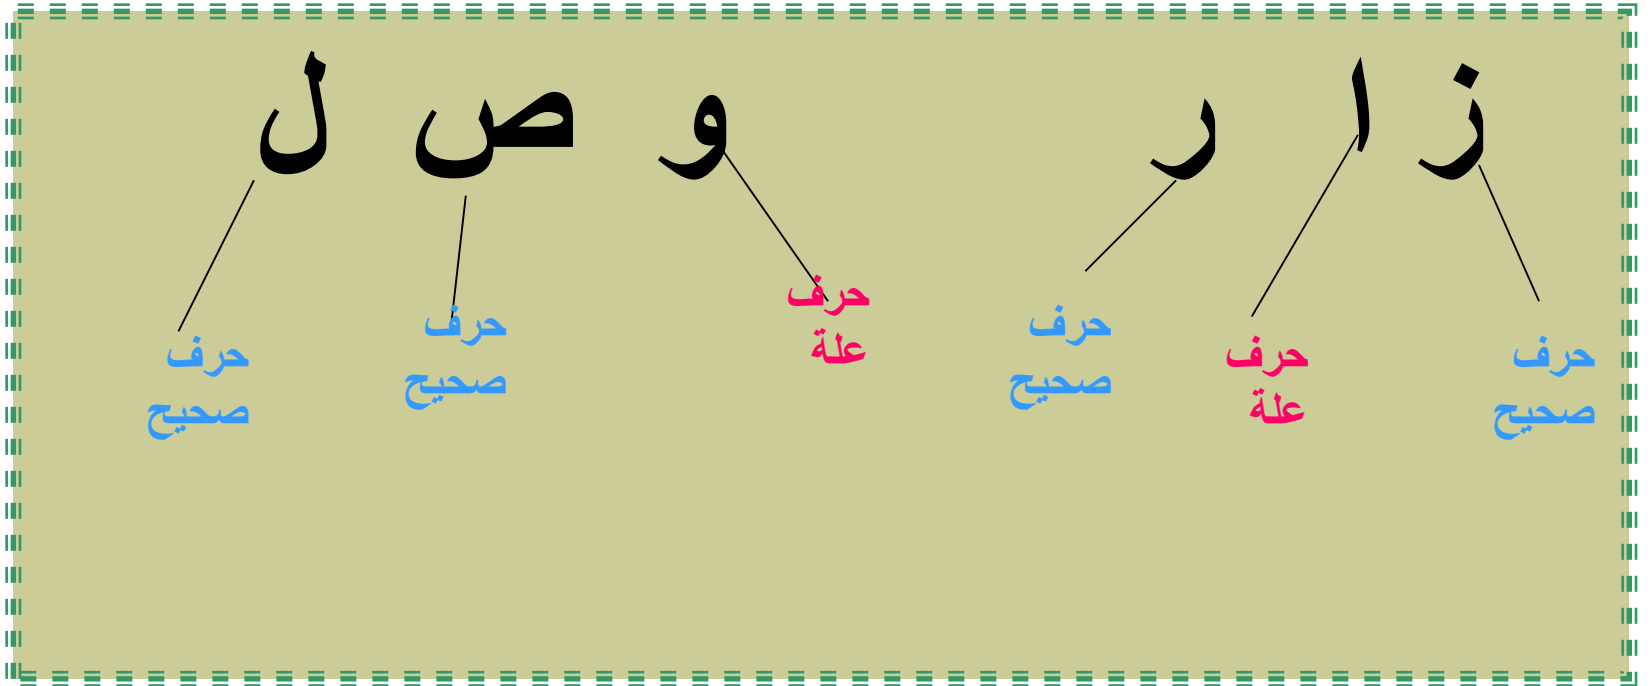 ز ا ر
و ص ل
حرف
صحيح
حرف
علة
حرف
صحيح
حرف
علة
حرف
صحيح
حرف
صحيح